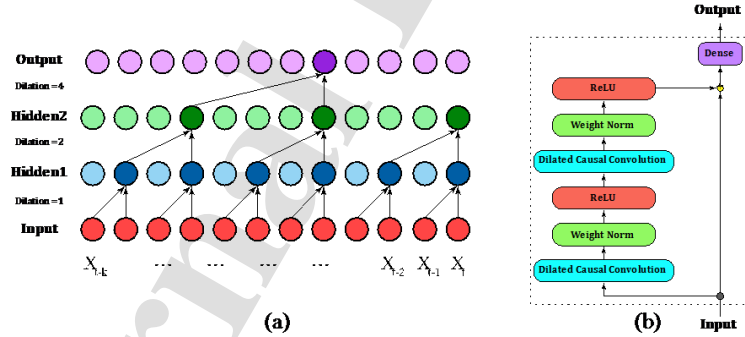 Output
Dilation = 4
Hidden2
Dilation = 2
Hidden1
Dilation = 1
Input
X t-k ... ... ... ... X t-2 X t-1 X t
(a)
Output
Dense
ReLU
Weight Norm
Dilated Causal Convolution
ReLU
Weight Norm
Dilated Causal Convolution
Input
(b)